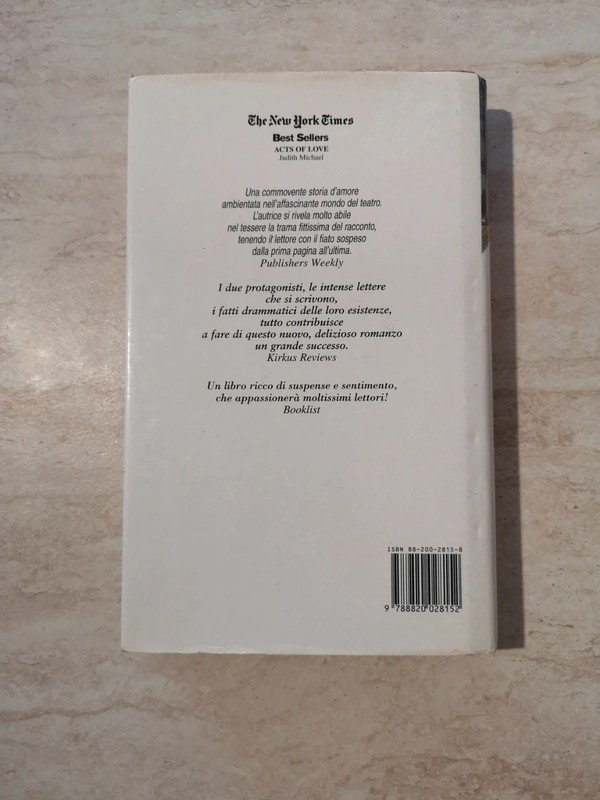 The New York Times
Best Sellers
ACTS OF LOVE
Judith Michael
Una commovente storia d'amore
ambientata nell'affascinante mondo del teatro.
L'autrice si rivela molto abile
nel tessere la trama fittissima del racconto,
tenendo il lettore con il fiato sospeso
dalla prima pagina all'ultima.
Publishers Weekly
I due protagonisti, le intense lettere
che si scrivono,
i fatti drammatici delle loro esistenze,
tutto contribuisce
a fare di questo nuovo, delizioso romanzo
un grande successo.
Kirkus Reviews
Un libro ricco di suspense e sentimento,
che appassionerà moltissimi lettori!
Booklist
ISBN 88-200-2815-8
9 788820 028152